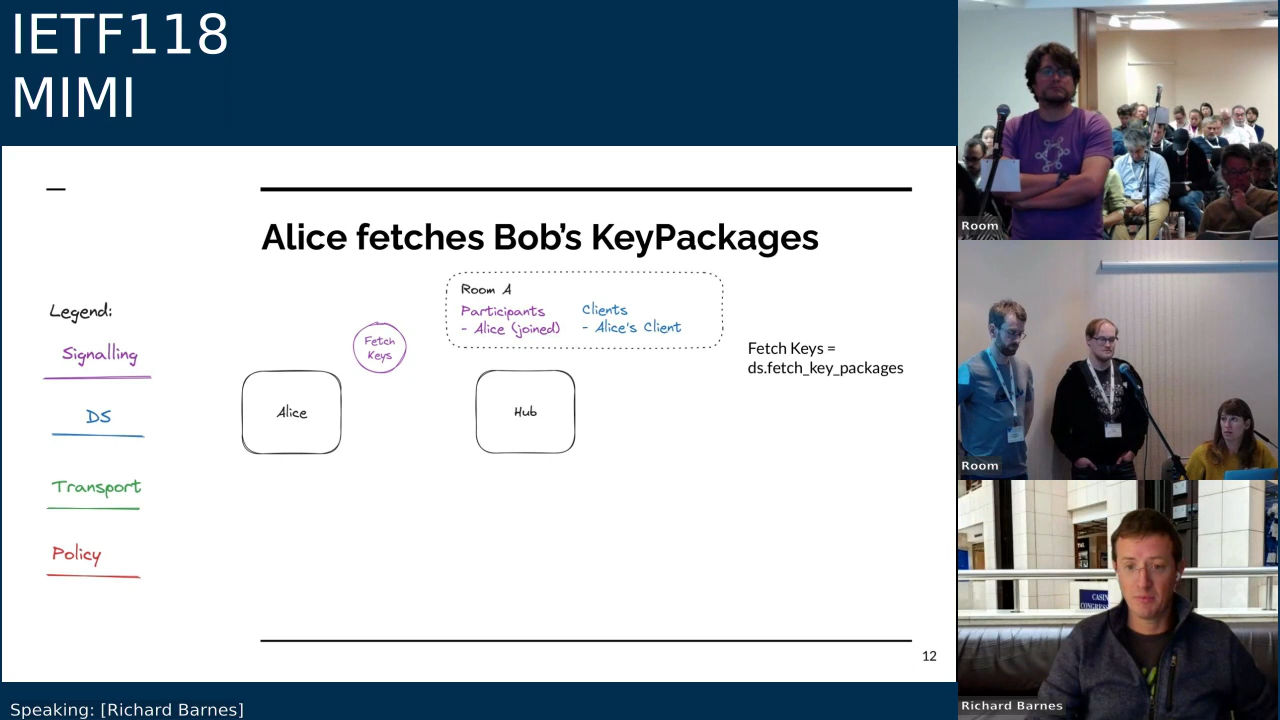 IETF118
MIMI
Alice fetches Bob's KeyPackages
Legend:
Signalling
DS
Transport
Policy
Room A
Participants
- Alice (joined)
Clients
- Alice's Client
Fetch
Keys
Alice
Hub
Fetch Keys =
ds.fetch_key_packages
12
Speaking: [Richard Barnes]
Room
Room
CASIN
CONGRESS
Richard Barnes